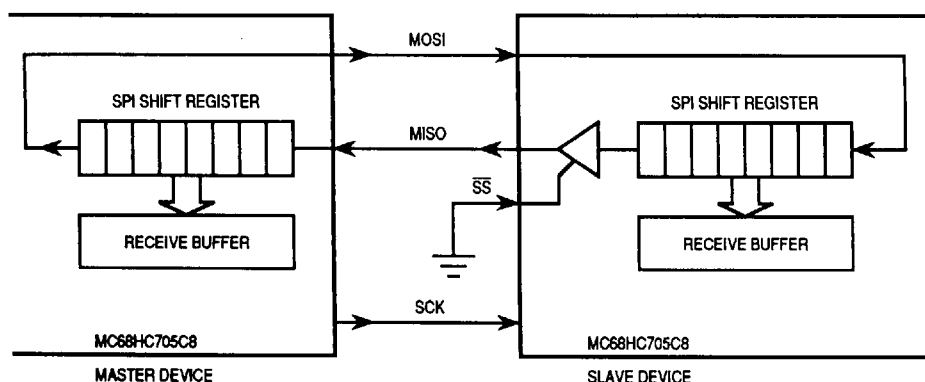 MOSI
SPI SHIFT REGISTER
SPI SHIFT REGISTER
MISO
SS
RECEIVE BUFFER
RECEIVE BUFFER
SCK
MC68HC705C8
MC68HC705C8
MASTER DEVICE
SLAVE DEVICE